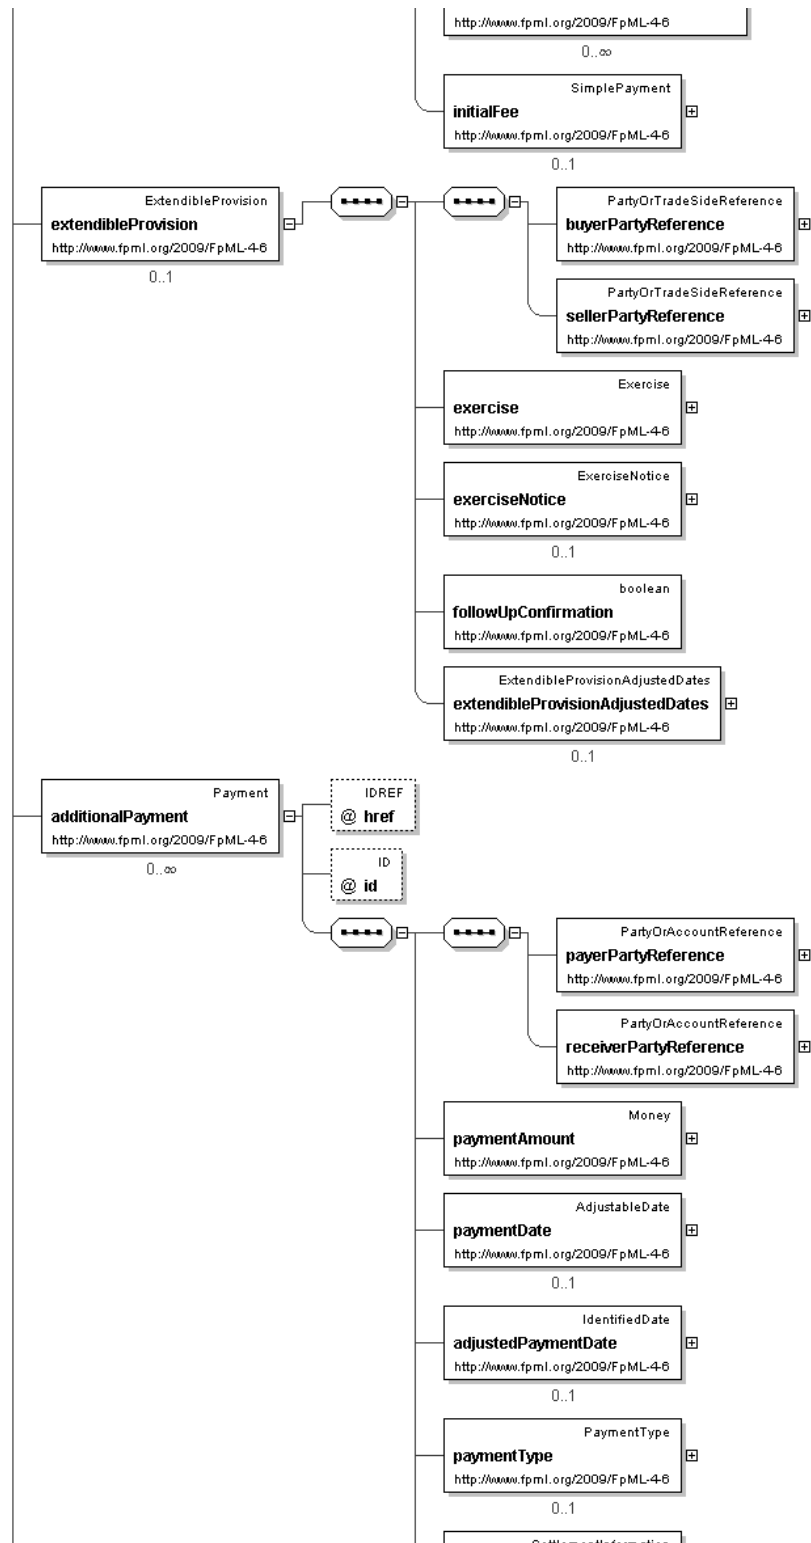 http://www.fpml.org/2009/FpML-4-6
0..∞
SimplePayment
initialFee
http://www.fpml.org/2009/FpML-4-6
0..1
ExtendibleProvision
extendibleProvision
http://www.fpml.org/2009/FpML-4-6
0..1
PartyOrTradeSideReference
buyerPartyReference
http://www.fpml.org/2009/FpML-4-6
PartyOrTradeSideReference
sellerPartyReference
http://www.fpml.org/2009/FpML-4-6
Exercise
exercise
http://www.fpml.org/2009/FpML-4-6
ExerciseNotice
exerciseNotice
http://www.fpml.org/2009/FpML-4-6
0..1
boolean
followUpConfirmation
http://www.fpml.org/2009/FpML-4-6
ExtendibleProvisionAdjustedDates
extendibleProvisionAdjustedDates
http://www.fpml.org/2009/FpML-4-6
0..1
Payment
additionalPayment
http://www.fpml.org/2009/FpML-4-6
0..∞
IDREF
@ href
ID
@ id
PartyOrAccountReference
payerPartyReference
http://www.fpml.org/2009/FpML-4-6
PartyOrAccountReference
receiverPartyReference
http://www.fpml.org/2009/FpML-4-6
Money
paymentAmount
http://www.fpml.org/2009/FpML-4-6
AdjustableDate
paymentDate
http://www.fpml.org/2009/FpML-4-6
0..1
IdentifiedDate
adjustedPaymentDate
http://www.fpml.org/2009/FpML-4-6
0..1
PaymentType
paymentType
http://www.fpml.org/2009/FpML-4-6
0..1
SettlementInformation